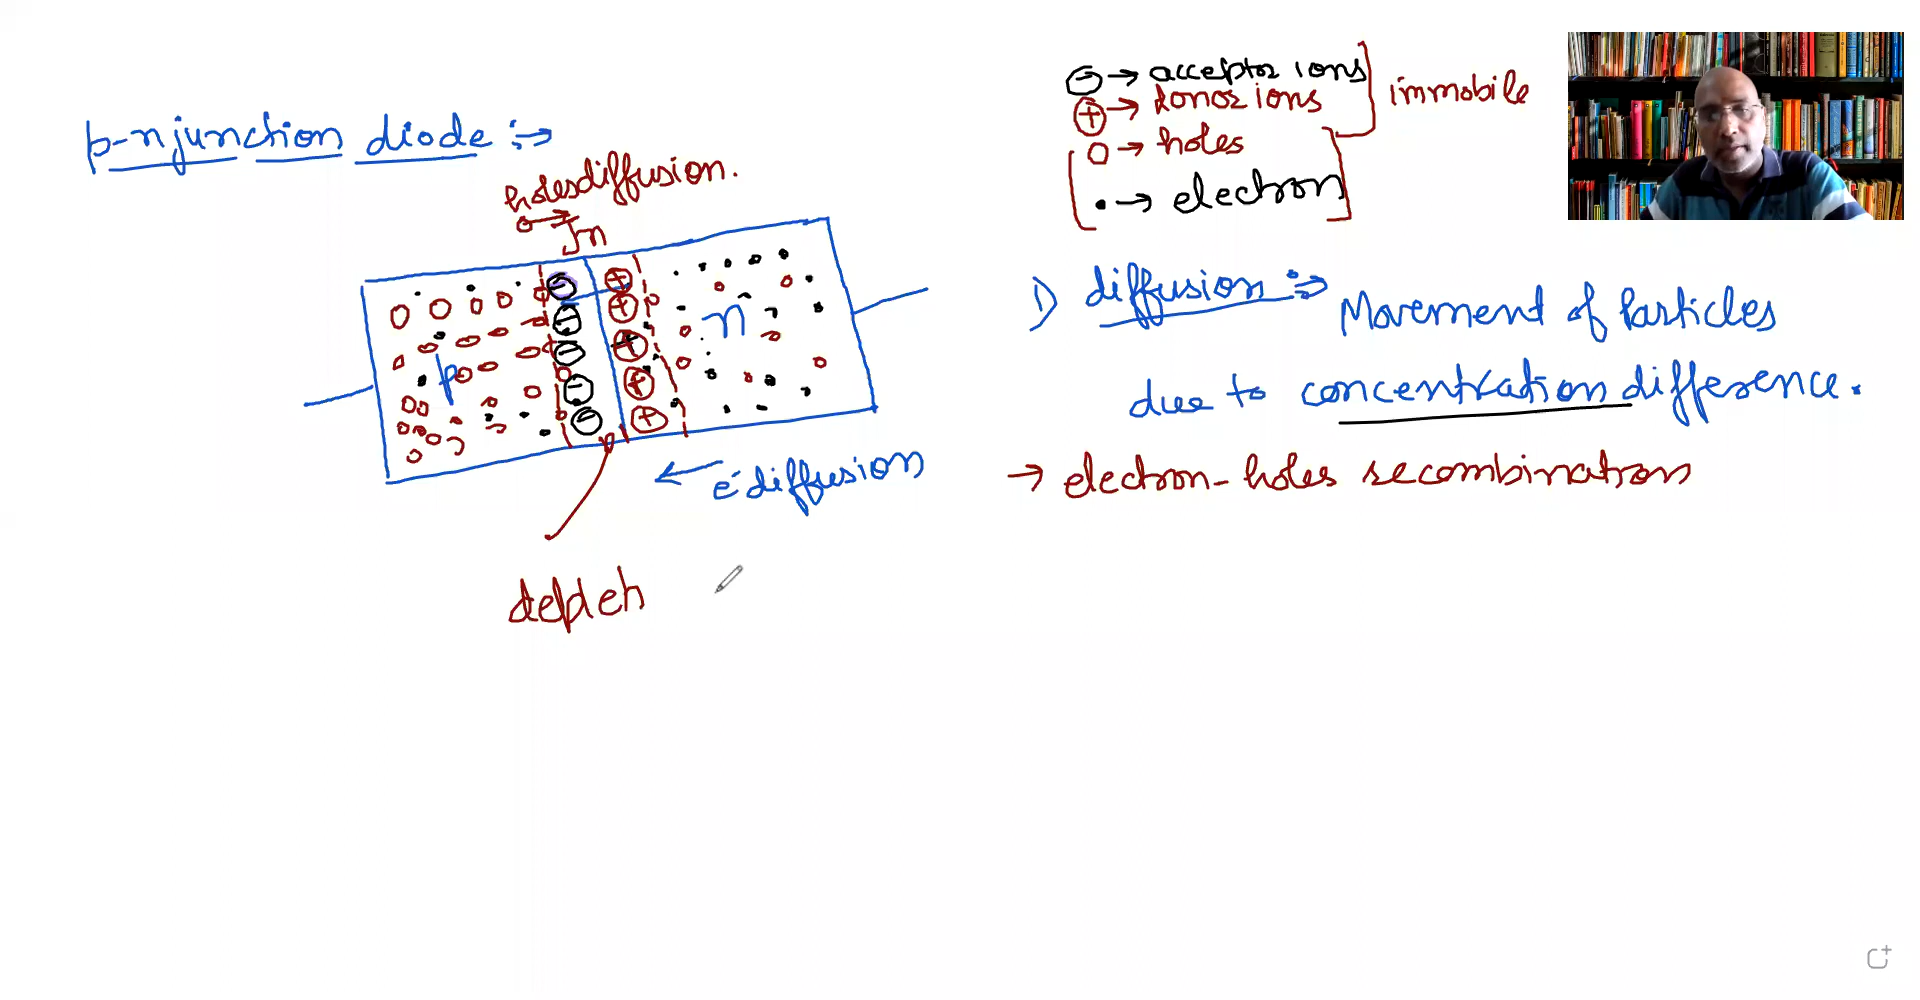 p-n junction diode :→
holes diffusion.
Jn
p
n
← e⁻ diffusion
depleti
⊖ → acceptor ions
⊕ → donor ions
immobile
○ → holes
• → electron
1) diffusion :⇒ Movement of Particles
due to concentration difference.
→ electron-holes recombination